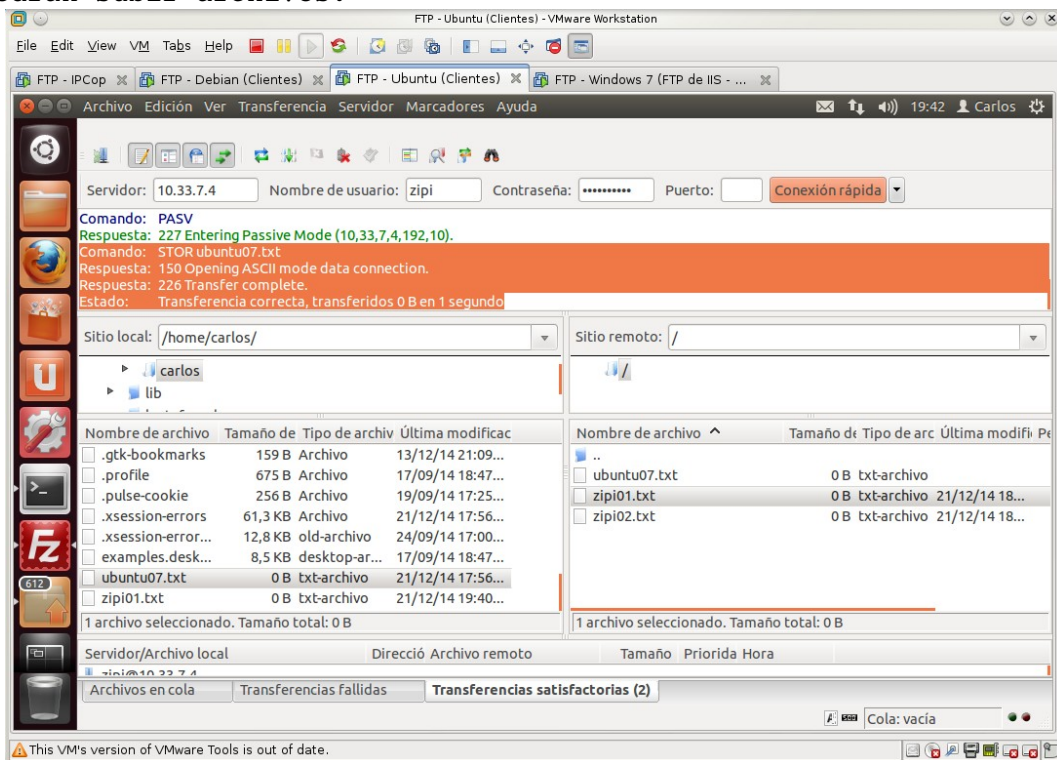 FTP - Ubuntu (Clientes) - VMware Workstation
File Edit View VM Tabs Help
FTP - IPCop FTP - Debian (Clientes) FTP - Ubuntu (Clientes) FTP - Windows 7 (FTP de IIS - ...
Archivo Edición Ver Transferencia Servidor Marcadores Ayuda 19:42 Carlos
Servidor: 10.33.7.4 Nombre de usuario: zipi Contraseña: •••••••••• Puerto: Conexión rápida
Comando: PASV
Respuesta: 227 Entering Passive Mode (10,33,7,4,192,10).
Comando: STOR ubuntu07.txt
Respuesta: 150 Opening ASCII mode data connection.
Respuesta: 226 Transfer complete.
Estado: Transferencia correcta, transferidos 0 B en 1 segundo
Sitio local: /home/carlos/ Sitio remoto: /
carlos /
lib
Nombre de archivo Tamaño de Tipo de archiv Última modificac Nombre de archivo Tamaño de Tipo de arc Última modifi Pe
.gtk-bookmarks 159 B Archivo 13/12/14 21:09... ..
.profile 675 B Archivo 17/09/14 18:47... ubuntu07.txt 0 B txt-archivo
.pulse-cookie 256 B Archivo 19/09/14 17:25... zipi01.txt 0 B txt-archivo 21/12/14 18...
.xsession-errors 61,3 KB Archivo 21/12/14 17:56... zipi02.txt 0 B txt-archivo 21/12/14 18...
.xsession-error... 12,8 KB old-archivo 24/09/14 17:00...
examples.desk... 8,5 KB desktop-ar... 17/09/14 18:47...
ubuntu07.txt 0 B txt-archivo 21/12/14 17:56...
zipi01.txt 0 B txt-archivo 21/12/14 19:40...
612
1 archivo seleccionado. Tamaño total: 0 B 1 archivo seleccionado. Tamaño total: 0 B
Servidor/Archivo local Direcció Archivo remoto Tamaño Priorida Hora
zipi@10.33.7.4
Archivos en cola Transferencias fallidas Transferencias satisfactorias (2)
Cola: vacía
This VM's version of VMware Tools is out of date.